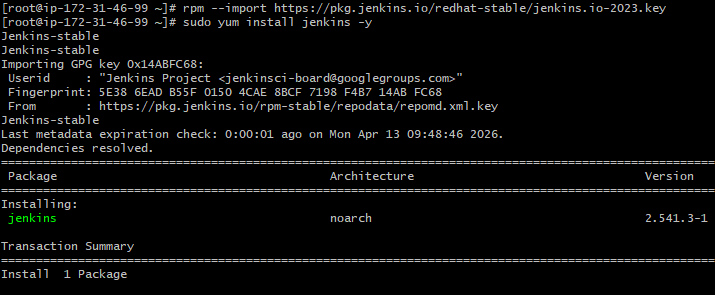 [root@ip-172-31-46-99 ~]# rpm --import https://pkg.jenkins.io/redhat-stable/jenkins.io-2023.key
[root@ip-172-31-46-99 ~]# sudo yum install jenkins -y
Jenkins-stable
Jenkins-stable
Importing GPG key 0x14ABFC68:
 Userid     : "Jenkins Project <jenkinsci-board@googlegroups.com>"
 Fingerprint: 5E38 6EAD B55F 0150 4CAE 8BCF 7198 F4B7 14AB FC68
 From       : https://pkg.jenkins.io/rpm-stable/repodata/repomd.xml.key
Jenkins-stable
Last metadata expiration check: 0:00:01 ago on Mon Apr 13 09:48:46 2026.
Dependencies resolved.
================================================================================
 Package Architecture Version
================================================================================
Installing:
 jenkins noarch 2.541.3-1
Transaction Summary
================================================================================
Install  1 Package